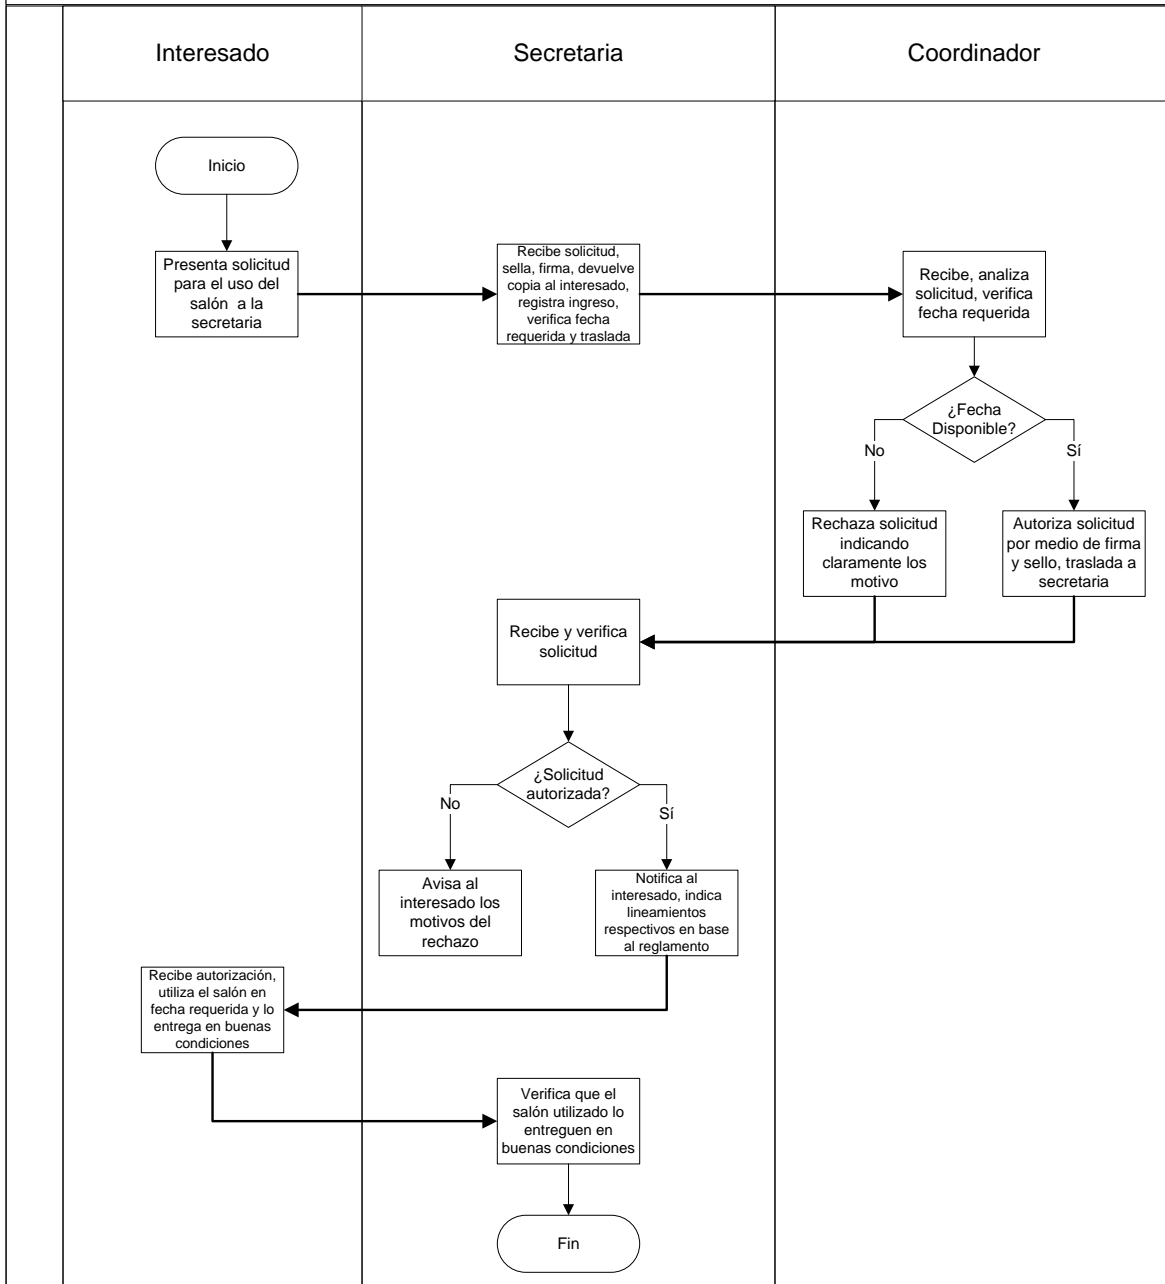 Interesado
Secretaria
Coordinador
Inicio
Presenta solicitud
para el uso del
salón a la
secretaria
Recibe solicitud,
sella, firma, devuelve
copia al interesado,
registra ingreso,
verifica fecha
requerida y traslada
Recibe, analiza
solicitud, verifica
fecha requerida
¿Fecha
Disponible?
No
Sí
Rechaza solicitud
indicando
claramente los
motivo
Autoriza solicitud
por medio de firma
y sello, traslada a
secretaria
Recibe y verifica
solicitud
¿Solicitud
autorizada?
No
Sí
Avisa al
interesado los
motivos del
rechazo
Notifica al
interesado, indica
lineamientos
respectivos en base
al reglamento
Recibe autorización,
utiliza el salón en
fecha requerida y lo
entrega en buenas
condiciones
Verifica que el
salón utilizado lo
entreguen en
buenas condiciones
Fin